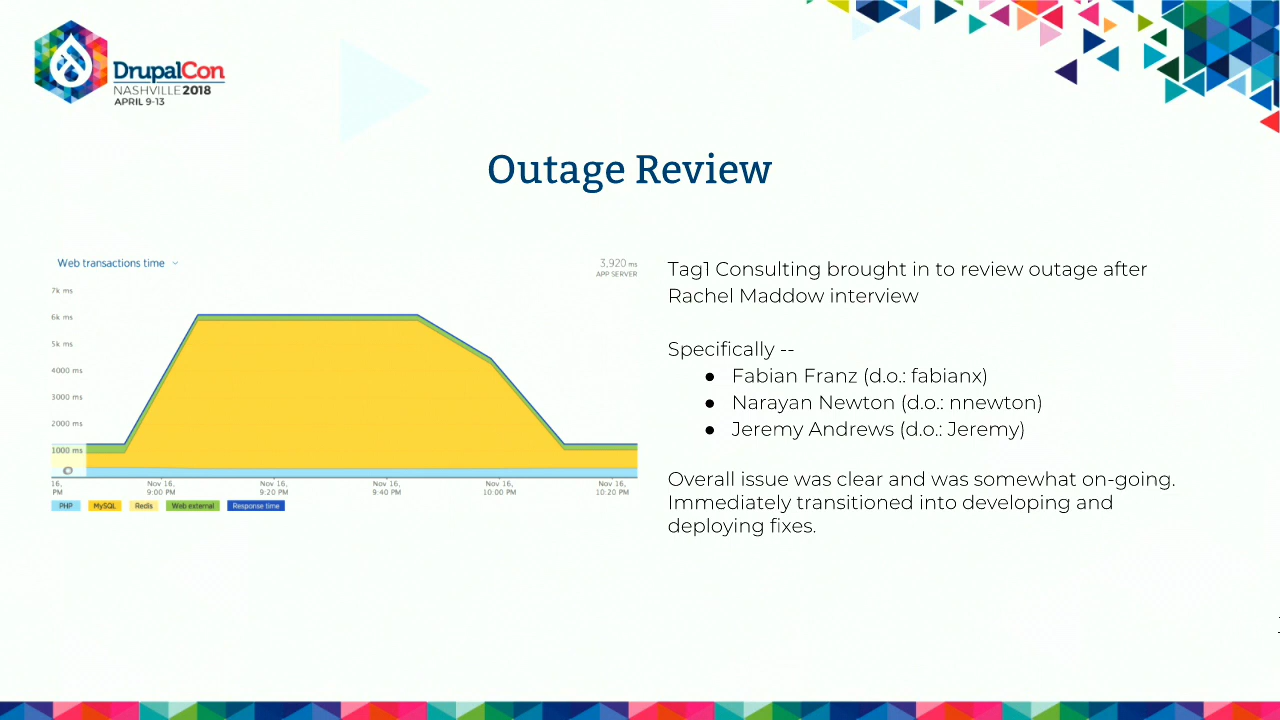 DrupalCon
NASHVILLE 2018
APRIL 9-13
Outage Review
Web transactions time
3,920 ms
APP SERVER
7k ms
6k ms
5k ms
4000 ms
3000 ms
2000 ms
1000 ms
0
16, PM
Nov 16, 9:00 PM
Nov 16, 9:20 PM
Nov 16, 9:40 PM
Nov 16, 10:00 PM
Nov 16, 10:20 PM
PHP
MySQL
Redis
Web external
Response time
Tag1 Consulting brought in to review outage after
Rachel Maddow interview
Specifically --
● Fabian Franz (d.o.: fabianx)
● Narayan Newton (d.o.: nnewton)
● Jeremy Andrews (d.o.: Jeremy)
Overall issue was clear and was somewhat on-going.
Immediately transitioned into developing and
deploying fixes.